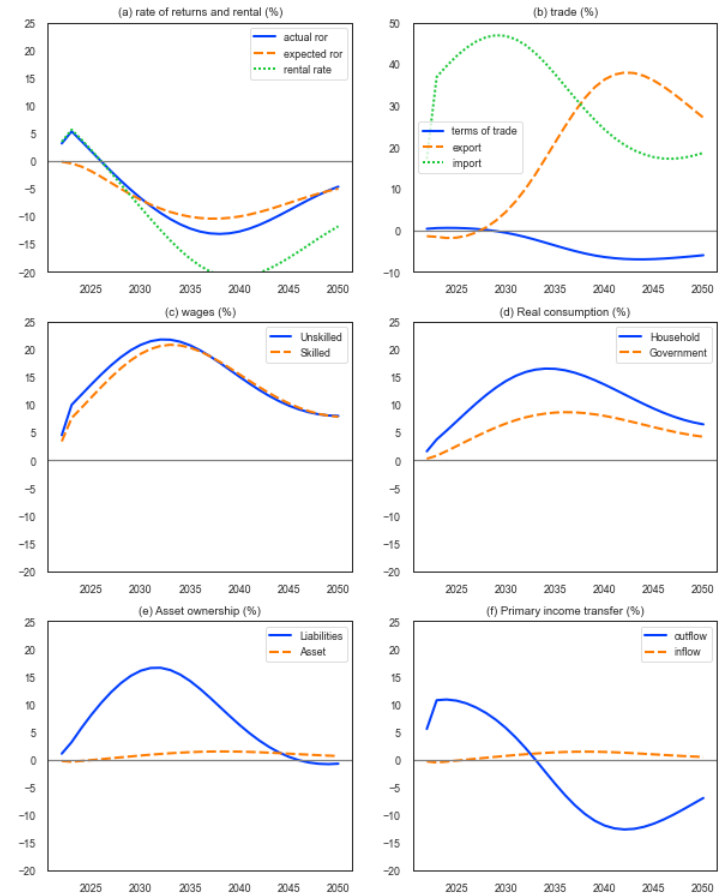 (a) rate of returns and rental (%)
25
20
15
10
5
0
−5
−10
−15
−20
actual ror
expected ror
rental rate
2025 2030 2035 2040 2045 2050
(b) trade (%)
50
40
30
20
10
0
−10
terms of trade
export
import
2025 2030 2035 2040 2045 2050
(c) wages (%)
25
20
15
10
5
0
−5
−10
−15
−20
Unskilled
Skilled
2025 2030 2035 2040 2045 2050
(d) Real consumption (%)
25
20
15
10
5
0
−5
−10
−15
−20
Household
Government
2025 2030 2035 2040 2045 2050
(e) Asset ownership (%)
25
20
15
10
5
0
−5
−10
−15
−20
Liabilities
Asset
2025 2030 2035 2040 2045 2050
(f) Primary income transfer (%)
25
20
15
10
5
0
−5
−10
−15
−20
outflow
inflow
2025 2030 2035 2040 2045 2050